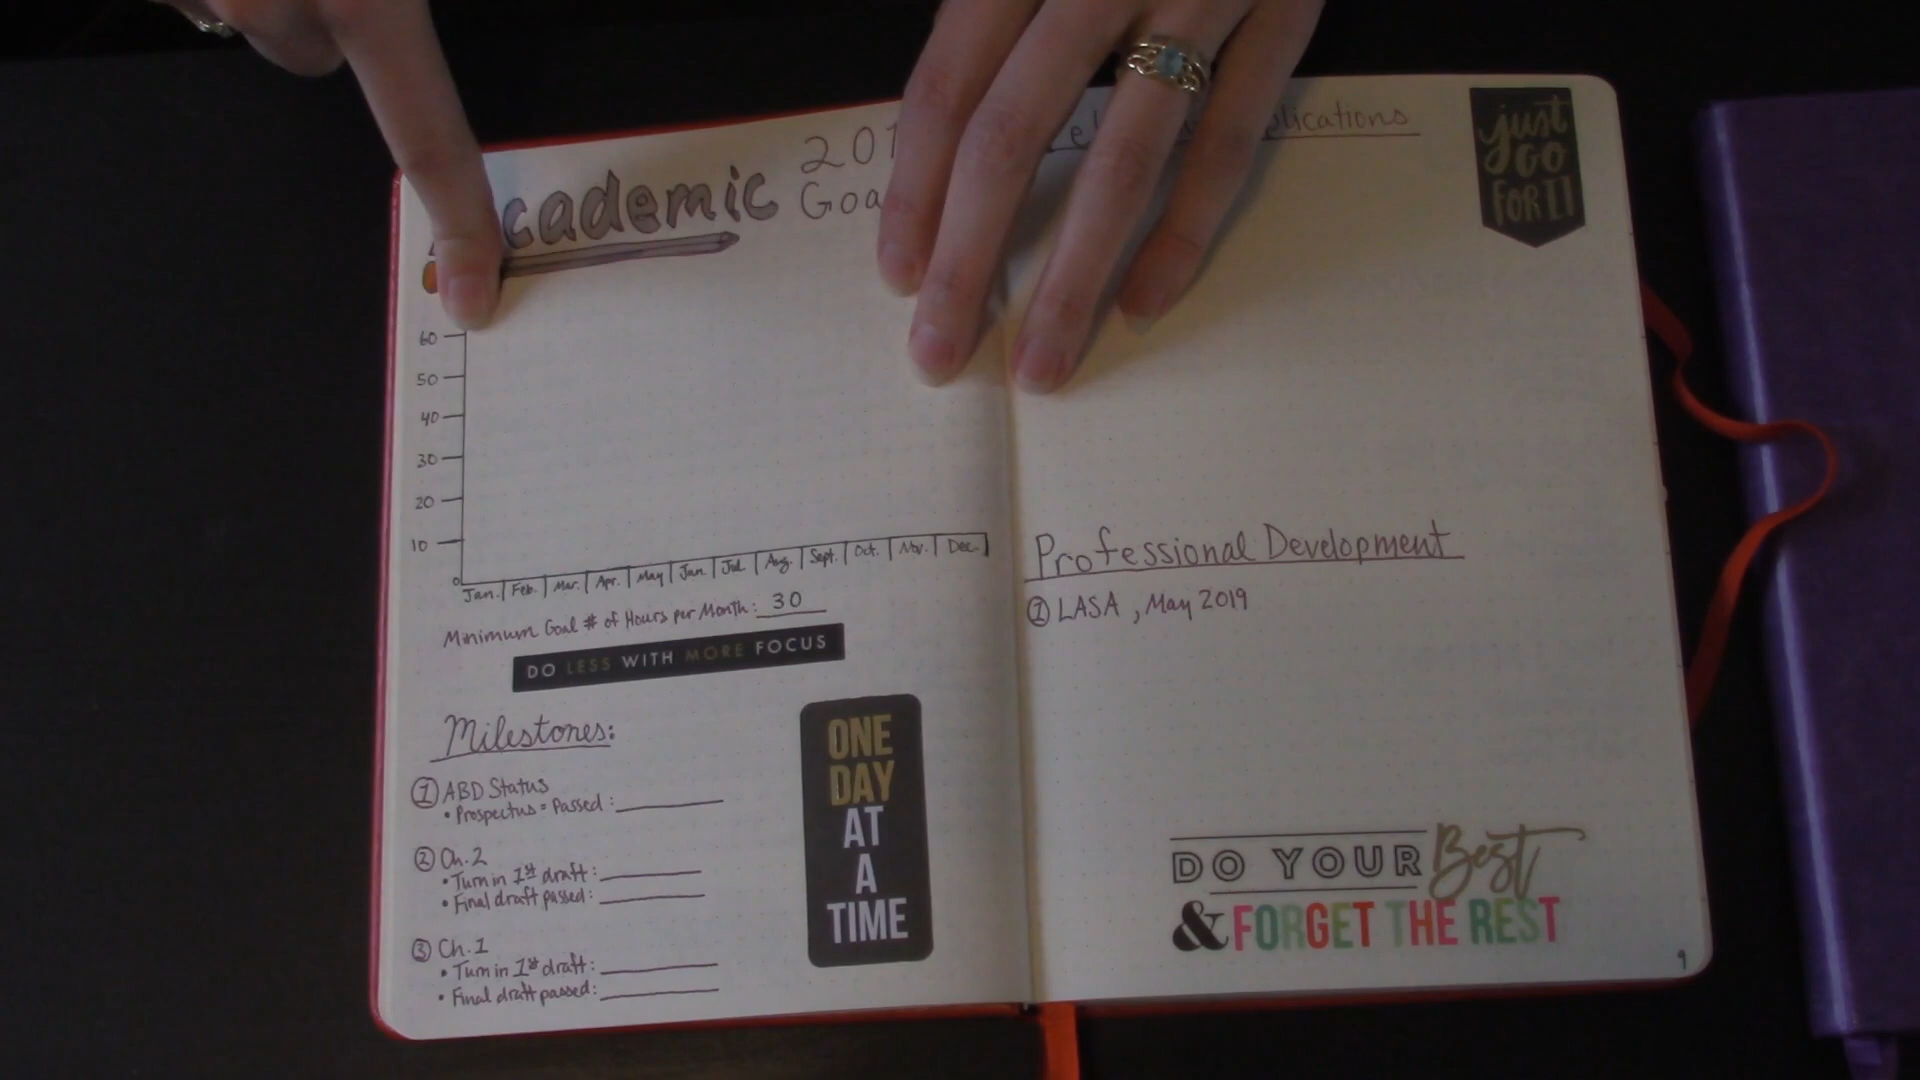 cademic
201
Goa
60
50
40
30
20
10
0
Jan. Feb. Mar. Apr. May Jun. Jul. Aug. Sept. Oct. Nov. Dec.
Minimum Goal # of Hours per Month: 30
DO LESS WITH MORE FOCUS
Milestones:
① ABD Status
• Prospectus = Passed:
② Ch. 2
• Turn in 1st draft:
• Final draft passed:
③ Ch. 1
• Turn in 1st draft:
• Final draft passed:
ONE
DAY
AT
A
TIME
plications
just
GO
FOR IT
Professional Development
① LASA, May 2019
DO YOUR Best
& FORGET THE REST
9